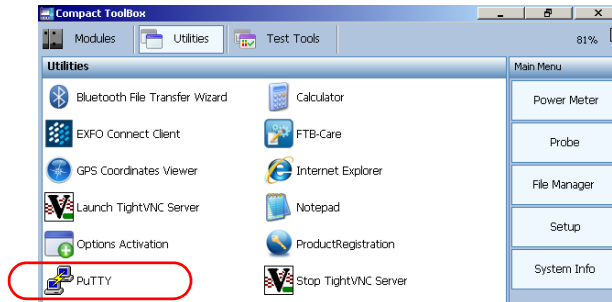 Compact ToolBox
Modules Utilities Test Tools 81%
Utilities
Main Menu
Bluetooth File Transfer Wizard Calculator
Power Meter
EXFO Connect Client FTB-Care
Probe
GPS Coordinates Viewer Internet Explorer
File Manager
Launch TightVNC Server Notepad
Setup
Options Activation ProductRegistration
System Info
PuTTY Stop TightVNC Server